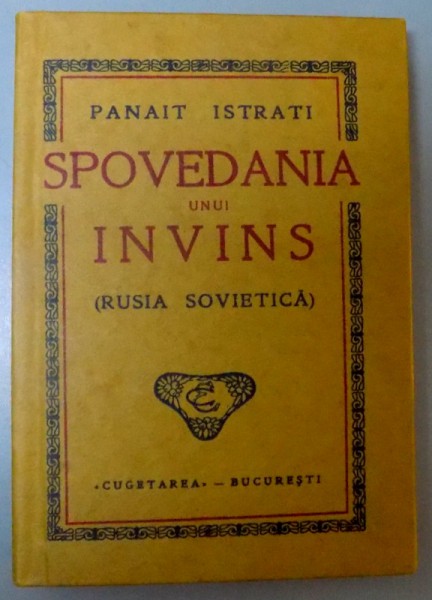 PANAIT ISTRATI
SPOVEDANIA
UNUI
INVINS
(RUSIA SOVIETICĂ)
«CUGETAREA» — BUCUREȘTI